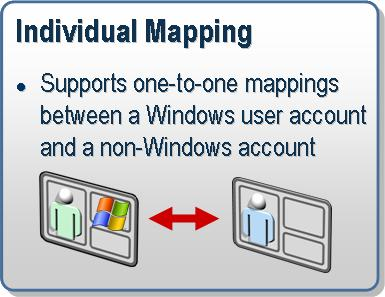 Individual Mapping
• Supports one-to-one mappings
between a Windows user account
and a non-Windows account